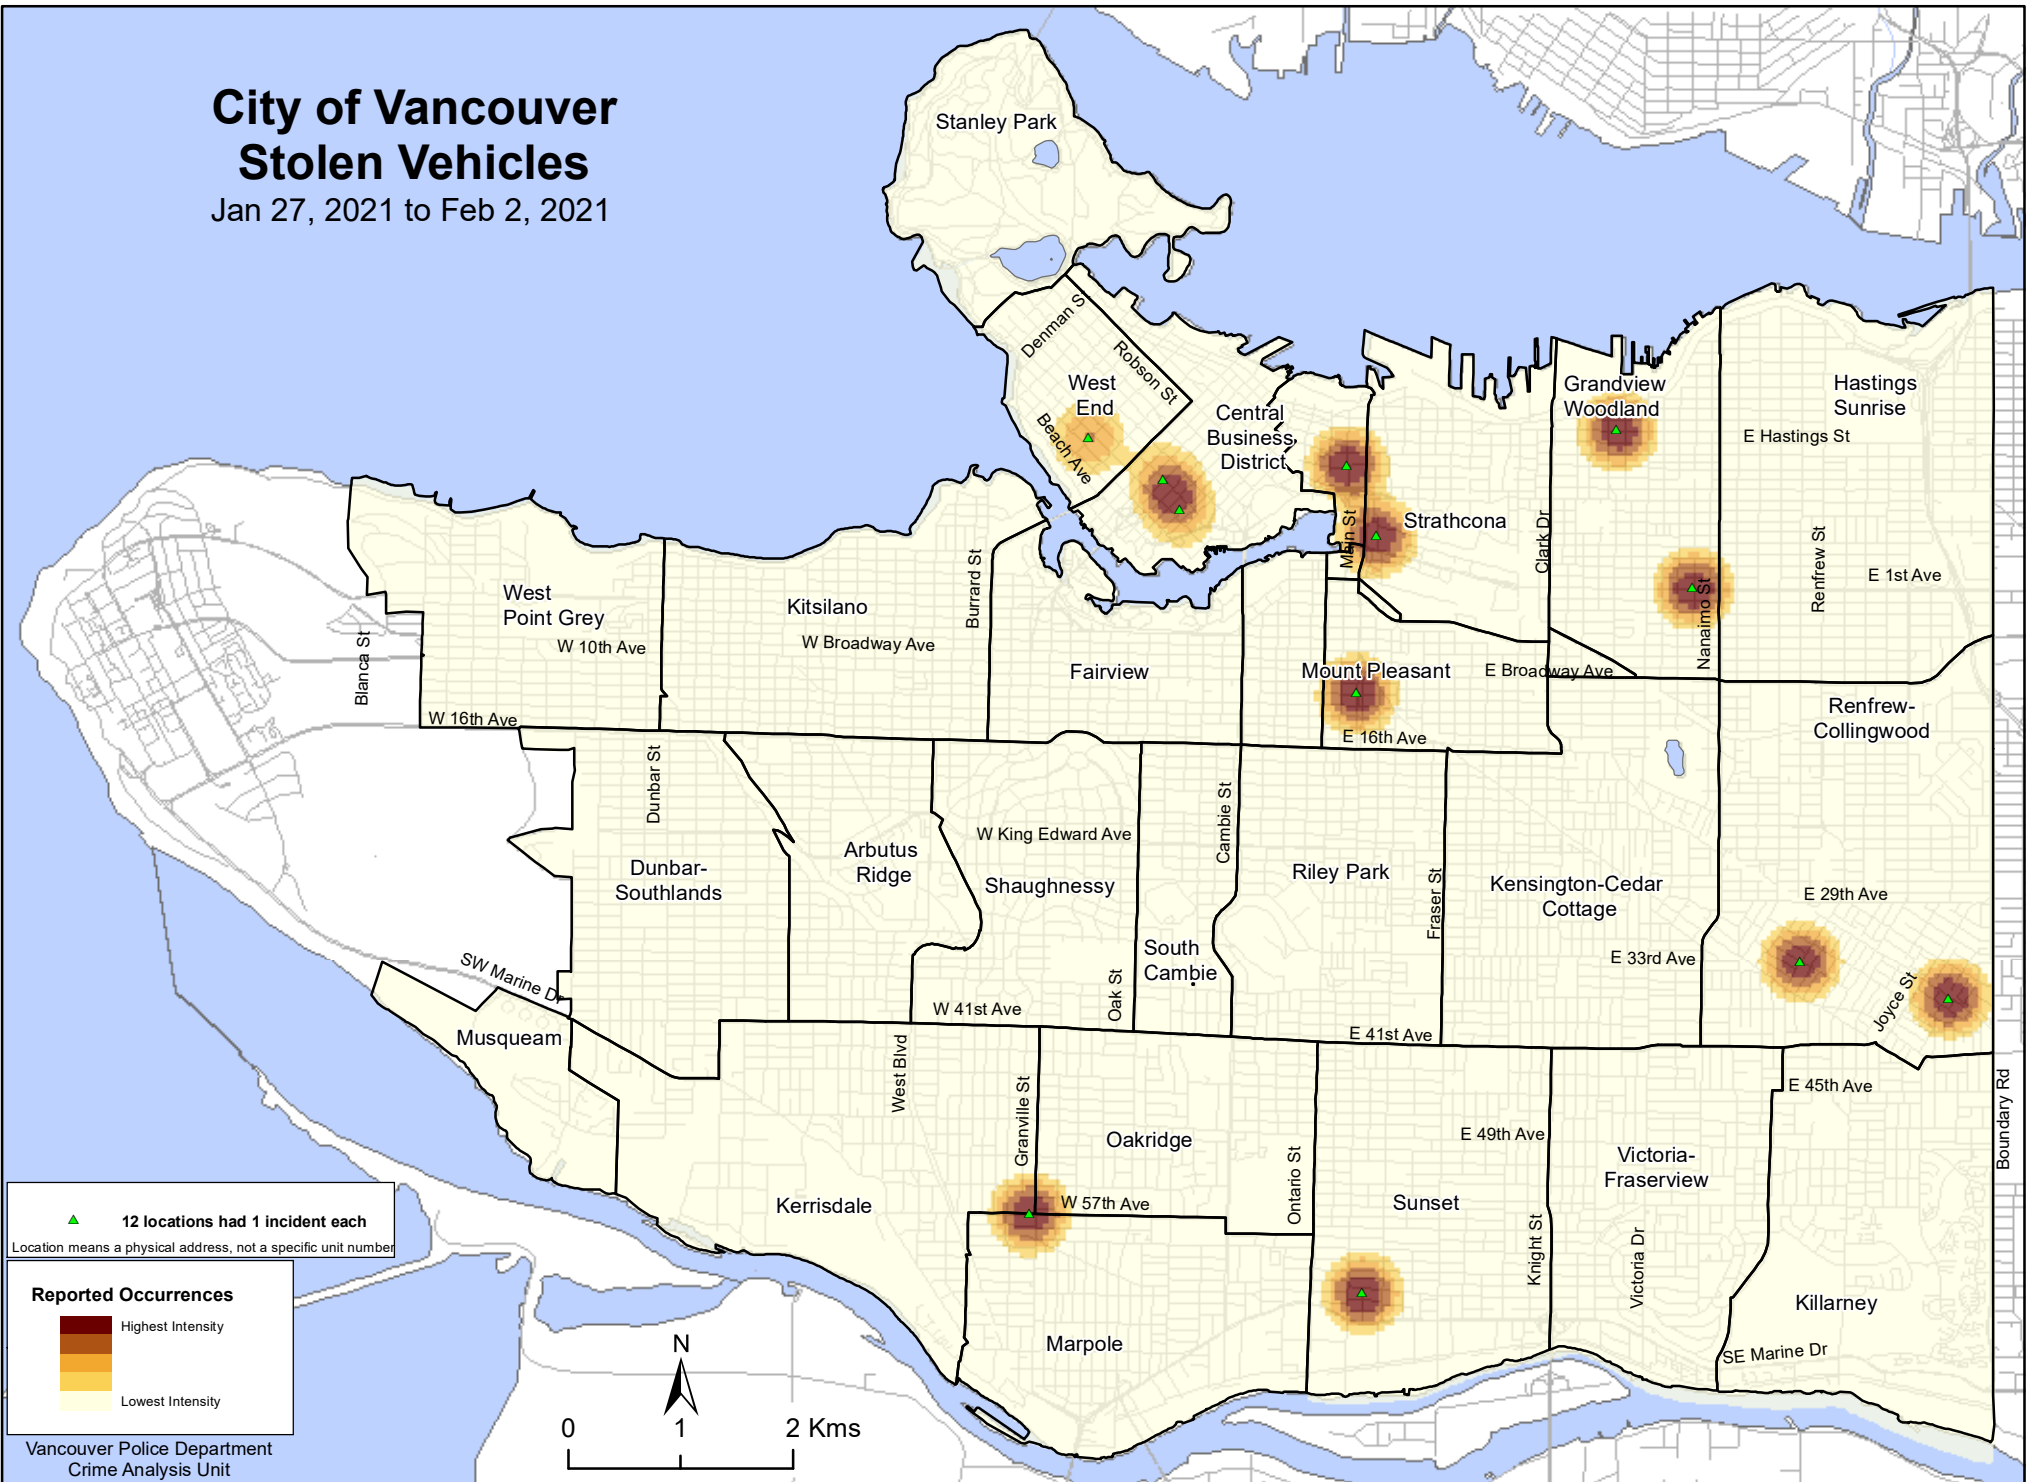 City of Vancouver
Stolen Vehicles
Jan 27, 2021 to Feb 2, 2021
Stanley Park
Denman S
Robson St
West
End
Beach Ave
Central
Business
District
Grandview
Woodland
Hastings
Sunrise
E Hastings St
Main St
Strathcona
Clark Dr
Nanaimo St
Renfrew St
E 1st Ave
West
Point Grey
Blanca St
W 10th Ave
W 16th Ave
Kitsilano
W Broadway Ave
Burrard St
Fairview
Mount Pleasant
E Broadway Ave
E 16th Ave
Renfrew-
Collingwood
Dunbar St
Dunbar-
Southlands
Arbutus
Ridge
W King Edward Ave
Shaughnessy
Cambie St
South
Cambie
Oak St
W 41st Ave
Riley Park
Fraser St
Kensington-Cedar
Cottage
E 33rd Ave
E 29th Ave
Joyce St
E 41st Ave
SW Marine Dr
Musqueam
West Blvd
Granville St
Kerrisdale
Oakridge
W 57th Ave
Ontario St
E 49th Ave
Sunset
Knight St
Victoria-
Fraserview
Victoria Dr
E 45th Ave
Boundary Rd
Killarney
SE Marine Dr
Marpole
12 locations had 1 incident each
Location means a physical address, not a specific unit number
Reported Occurrences
Highest Intensity
Lowest Intensity
Vancouver Police Department
Crime Analysis Unit
N
0 1 2 Kms